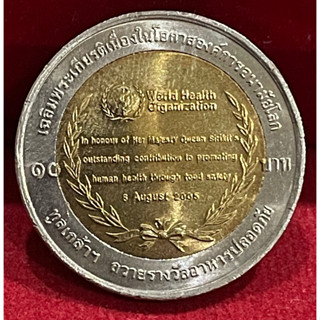 เฉลิมพระเกียรติเนื่องในโอกาสองค์การอนามัยโลก
World Health
Organization
In honour of Her Majesty Queen Sirikit's
outstanding contribution to promoting
human health through food safety
8 August 2005
๑๐ บาท
ทูลเกล้าฯ ถวายรางวัลอาหารปลอดภัย